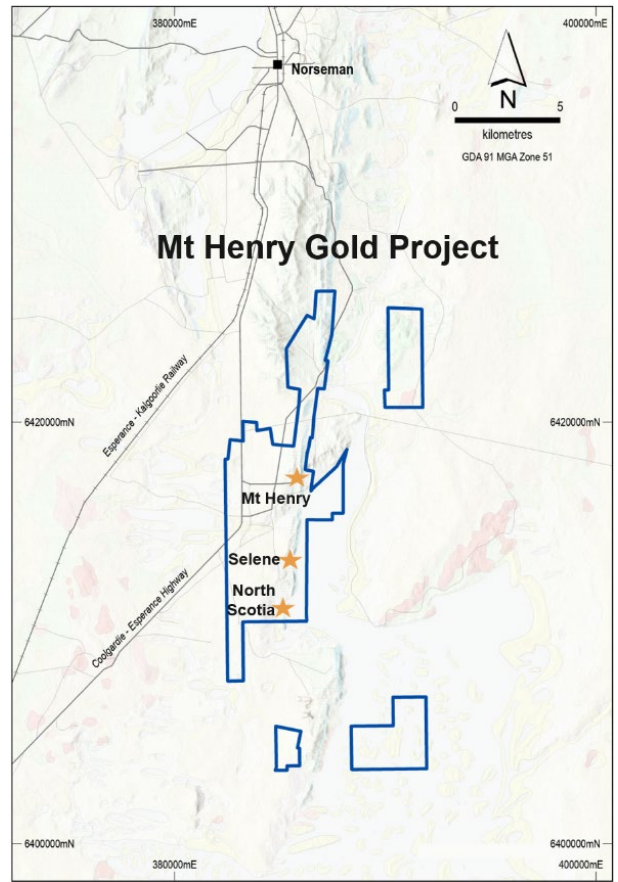 380000mE
400000mE
Norseman
N
0 5
kilometres
GDA 91 MGA Zone 51
Mt Henry Gold Project
Esperance - Kalgoorlie Railway
6420000mN
6420000mN
Mt Henry
Selene
North
Scotia
Coolgardie - Esperance Highway
6400000mN
6400000mN
380000mE
400000mE